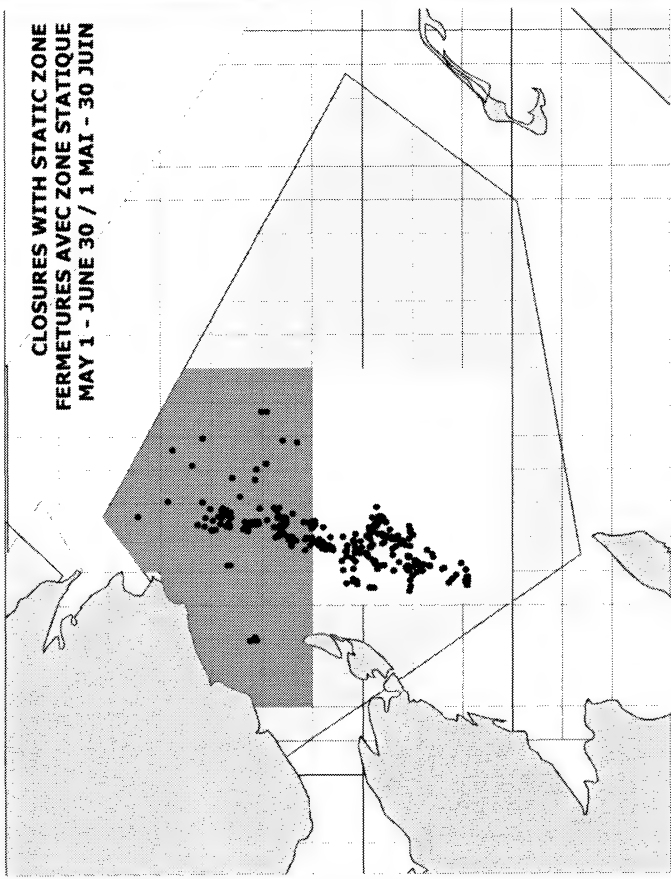 CLOSURES WITH STATIC ZONE
FERMETURES AVEC ZONE STATIQUE
MAY 1 - JUNE 30 / 1 MAI - 30 JUIN